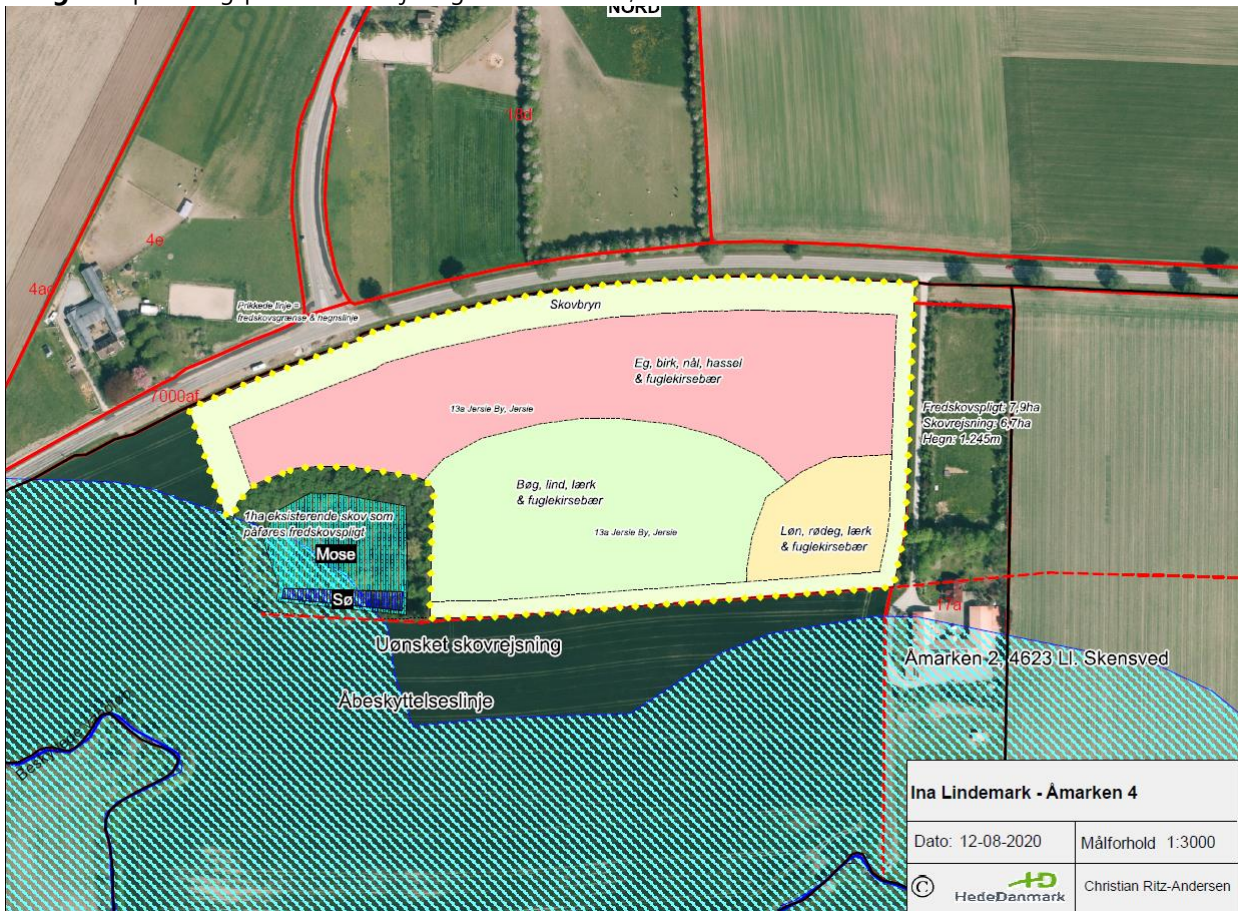 NORD
18d
4e
4ac
Prikkede linje =
fredskovsgrænse & hegnslinje
7000af
Skovbryn
Eg, birk, nål, hassel
& fuglekirsebær
13a Jersie By, Jersie
Fredskovspligt: 7,9ha
Skovrejsning: 6,7ha
Hegn: 1.245m
Bøg, lind, lærk
& fuglekirsebær
13a Jersie By, Jersie
Løn, rødeg, lærk
& fuglekirsebær
1ha eksisterende skov som
påføres fredskovspligt
Mose
Sø
17a
Uønsket skovrejsning
Åmarken 2, 4623 Ll. Skensved
Åbeskyttelseslinje
Ina Lindemark - Åmarken 4
Dato: 12-08-2020
Målforhold 1:3000
© HedeDanmark
Christian Ritz-Andersen